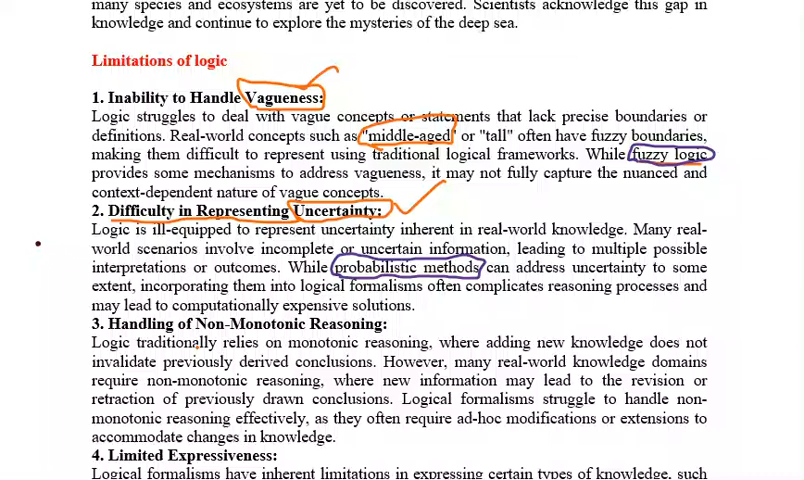 many species and ecosystems are yet to be discovered. Scientists acknowledge this gap in
knowledge and continue to explore the mysteries of the deep sea.
Limitations of logic
1. Inability to Handle Vagueness:
Logic struggles to deal with vague concepts or statements that lack precise boundaries or
definitions. Real-world concepts such as "middle-aged" or "tall" often have fuzzy boundaries,
making them difficult to represent using traditional logical frameworks. While fuzzy logic
provides some mechanisms to address vagueness, it may not fully capture the nuanced and
context-dependent nature of vague concepts.
2. Difficulty in Representing Uncertainty:
Logic is ill-equipped to represent uncertainty inherent in real-world knowledge. Many real-
world scenarios involve incomplete or uncertain information, leading to multiple possible
interpretations or outcomes. While probabilistic methods can address uncertainty to some
extent, incorporating them into logical formalisms often complicates reasoning processes and
may lead to computationally expensive solutions.
3. Handling of Non-Monotonic Reasoning:
Logic traditionally relies on monotonic reasoning, where adding new knowledge does not
invalidate previously derived conclusions. However, many real-world knowledge domains
require non-monotonic reasoning, where new information may lead to the revision or
retraction of previously drawn conclusions. Logical formalisms struggle to handle non-
monotonic reasoning effectively, as they often require ad-hoc modifications or extensions to
accommodate changes in knowledge.
4. Limited Expressiveness:
Logical formalisms have inherent limitations in expressing certain types of knowledge, such